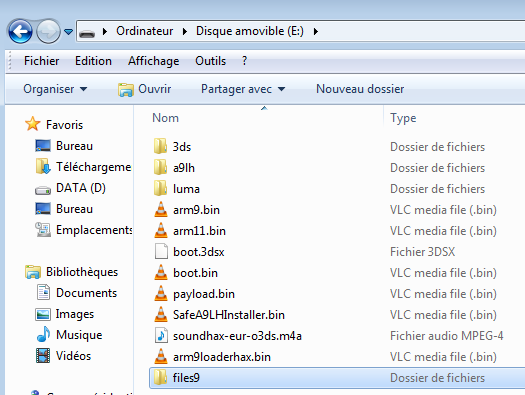 Ordinateur Disque amovible (E:)
Fichier Edition Affichage Outils ?
Organiser Ouvrir Partager avec Nouveau dossier
Favoris
Bureau
Téléchargeme
DATA (D)
Bureau
Emplacements
Bibliothèques
Documents
Images
Musique
Vidéos
Nom Type
3ds Dossier de fichiers
a9lh Dossier de fichiers
luma Dossier de fichiers
arm9.bin VLC media file (.bin)
arm11.bin VLC media file (.bin)
boot.3dsx Fichier 3DSX
boot.bin VLC media file (.bin)
payload.bin VLC media file (.bin)
SafeA9LHInstaller.bin VLC media file (.bin)
soundhax-eur-o3ds.m4a Fichier audio MPEG-4
arm9loaderhax.bin VLC media file (.bin)
files9 Dossier de fichiers